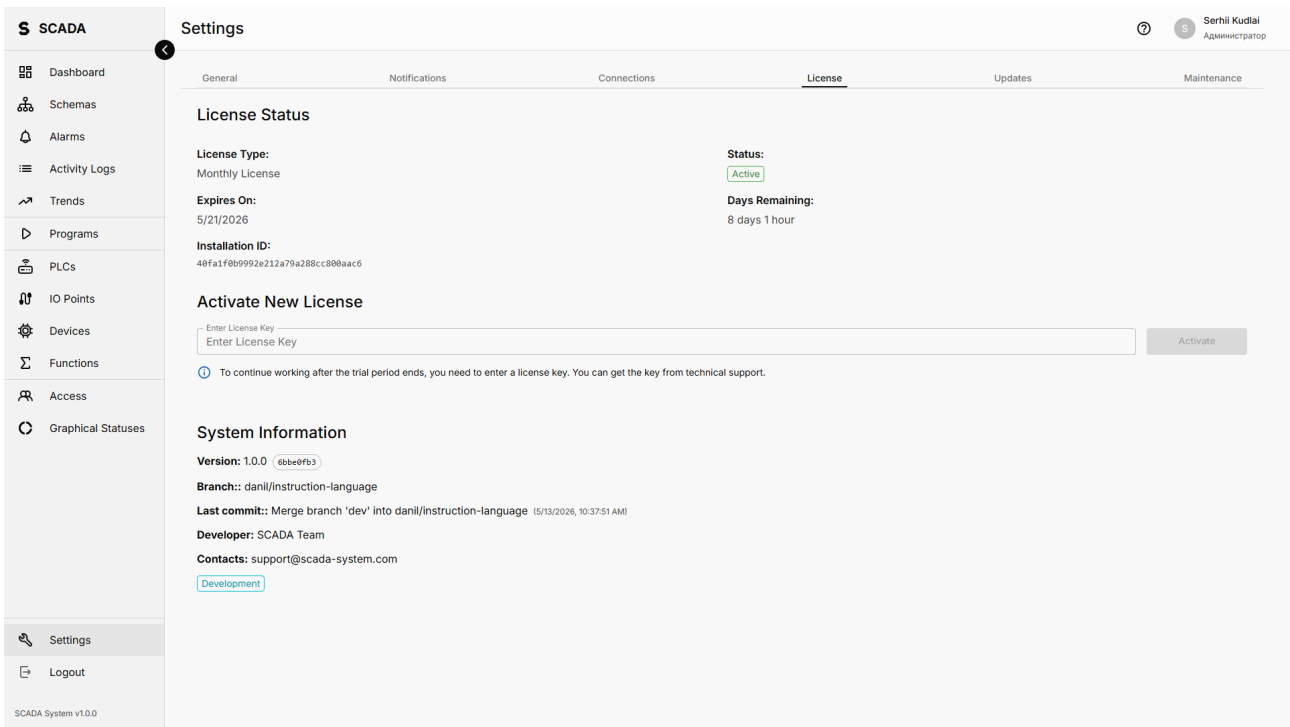 SCADA
Settings
S
Serhii Kudlai
Администратор
Dashboard
Schemas
Alarms
Activity Logs
Trends
Programs
PLCs
IO Points
Devices
Functions
Access
Graphical Statuses
Settings
Logout
SCADA System v1.0.0
General Notifications Connections License Updates Maintenance
License Status
License Type: Status:
Monthly License Active
Expires On: Days Remaining:
5/21/2026 8 days 1 hour
Installation ID:
40fa1f0b9992e212a79a288cc800aac6
Activate New License
Enter License Key
Enter License Key Activate
To continue working after the trial period ends, you need to enter a license key. You can get the key from technical support.
System Information
Version: 1.0.0 6bbe0fb3
Branch:: danil/instruction-language
Last commit:: Merge branch 'dev' into danil/instruction-language (5/13/2026, 10:37:51 AM)
Developer: SCADA Team
Contacts: support@scada-system.com
Development